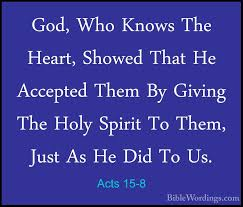 God, Who Knows The
Heart, Showed That He
Accepted Them By Giving
The Holy Spirit To Them,
Just As He Did To Us.
Acts 15-8
BibleWordings.com